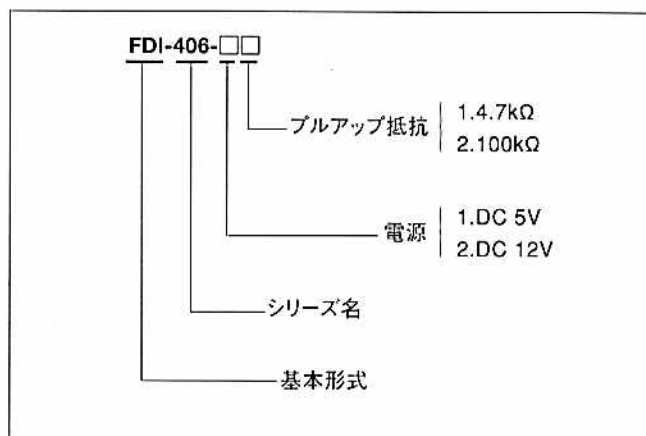 FDI-406-□□
プルアップ抵抗
1.4.7kΩ
2.100kΩ
電源
1.DC 5V
2.DC 12V
シリーズ名
基本形式